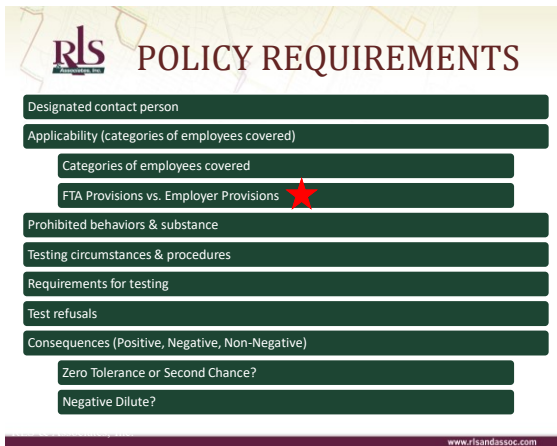 RLS
& Associates, Inc.
POLICY REQUIREMENTS
Designated contact person
Applicability (categories of employees covered)
Categories of employees covered
FTA Provisions vs. Employer Provisions
Prohibited behaviors & substance
Testing circumstances & procedures
Requirements for testing
Test refusals
Consequences (Positive, Negative, Non-Negative)
Zero Tolerance or Second Chance?
Negative Dilute?
www.rlsandassoc.com